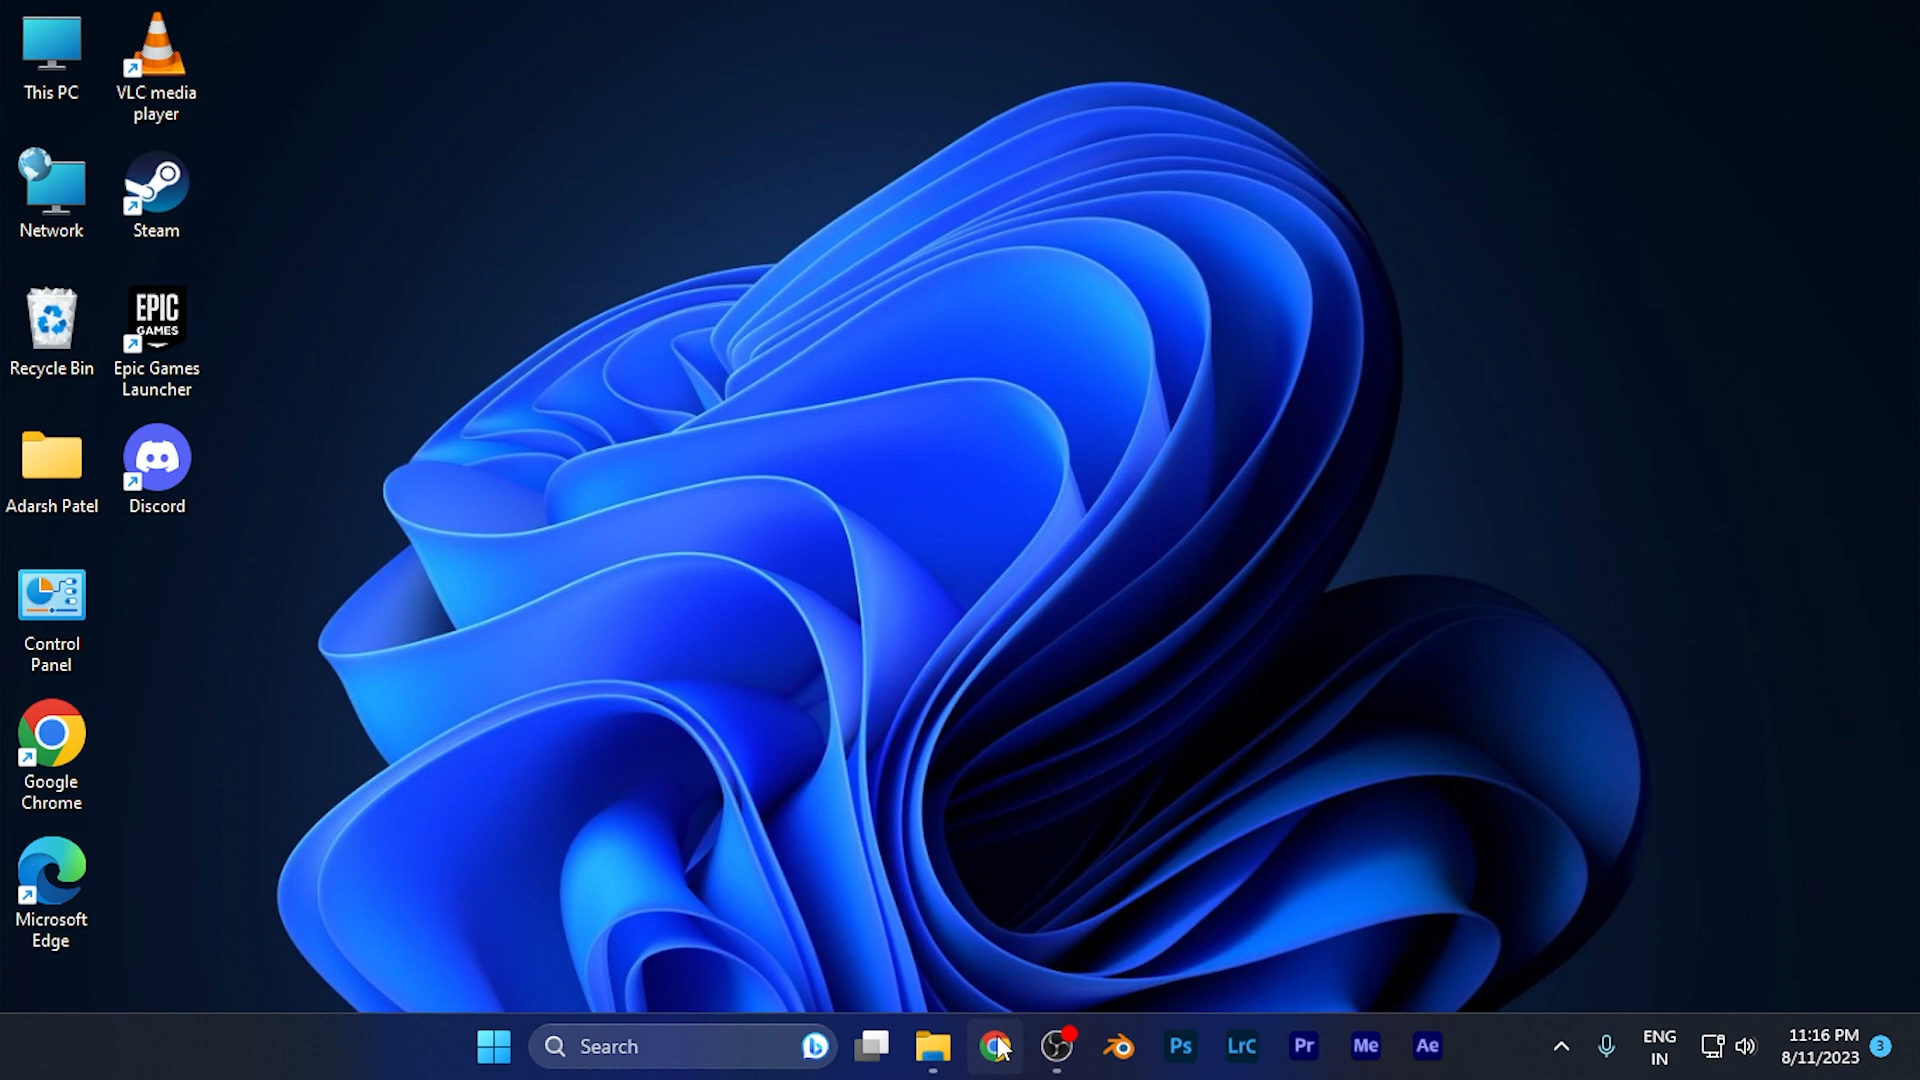 This PC
VLC media
player
Network
Steam
Recycle Bin
EPIC
GAMES
Epic Games
Launcher
Adarsh Patel
Discord
Control
Panel
Google
Chrome
Microsoft
Edge
Search
Ps
LrC
Pr
Me
Ae
ENG
IN
11:16 PM
8/11/2023
3